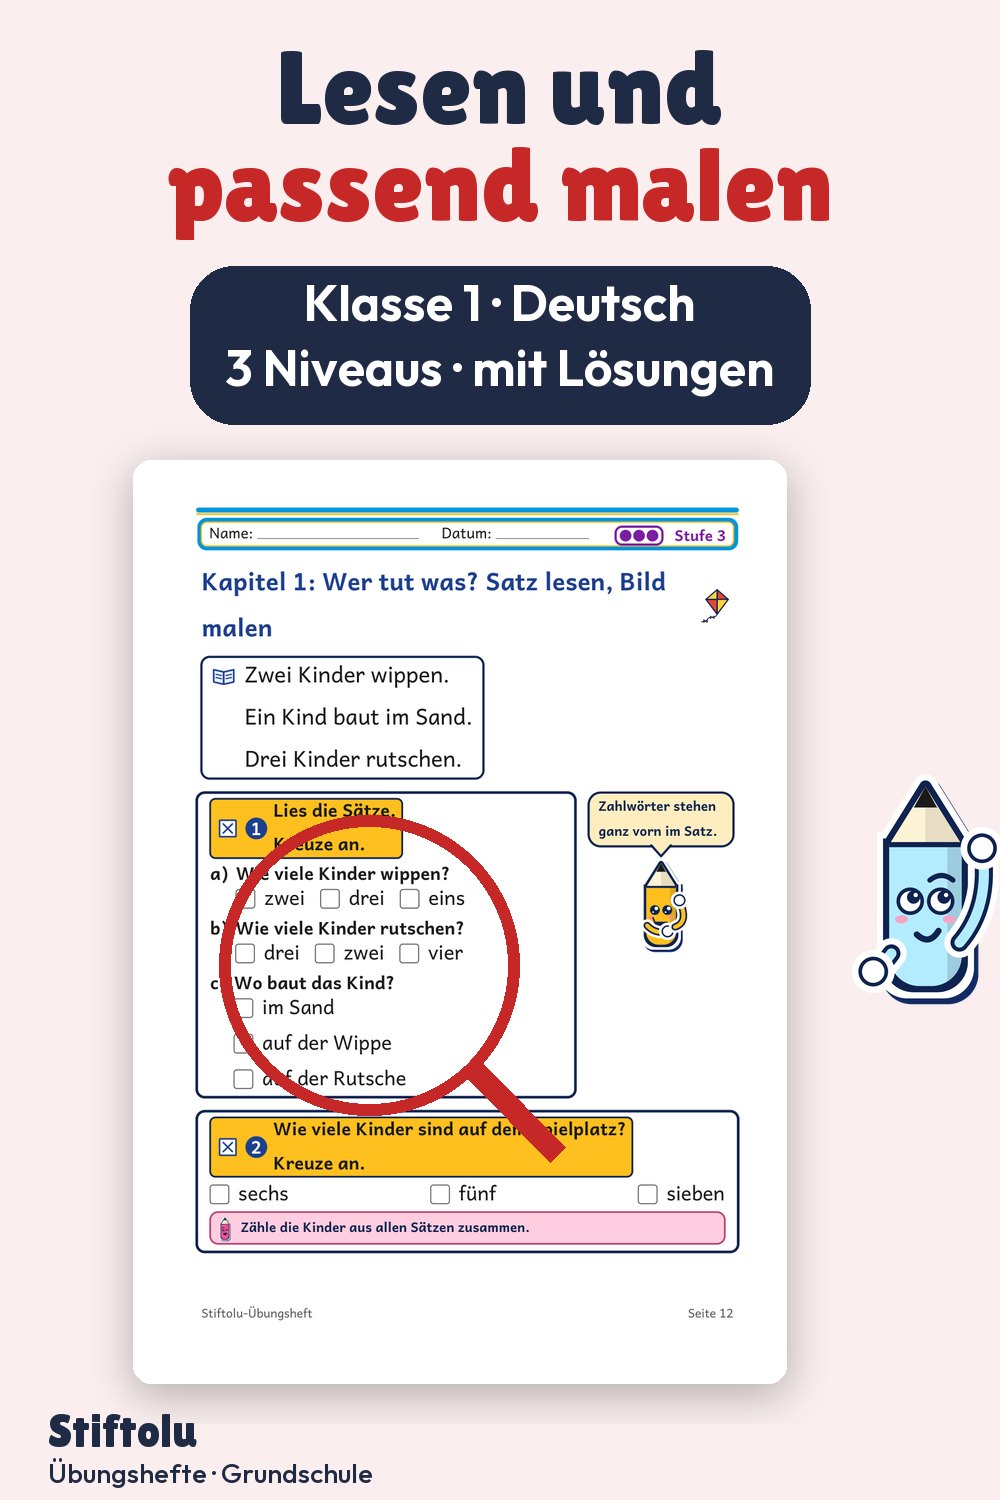 Lesen und
passend malen
Klasse 1 · Deutsch
3 Niveaus · mit Lösungen
Name: Datum: Stufe 3
Kapitel 1: Wer tut was? Satz lesen, Bild
malen
Zwei Kinder wippen.
Ein Kind baut im Sand.
Drei Kinder rutschen.
1 Lies die Sätze.
Kreuze an.
Zahlwörter stehen
ganz vorn im Satz.
a) Wie viele Kinder wippen?
zwei drei eins
b) Wie viele Kinder rutschen?
drei zwei vier
c) Wo baut das Kind?
im Sand
auf der Wippe
auf der Rutsche
2 Wie viele Kinder sind auf dem Spielplatz?
Kreuze an.
sechs fünf sieben
Zähle die Kinder aus allen Sätzen zusammen.
Stiftolu-Übungsheft Seite 12
Stiftolu
Übungshefte · Grundschule